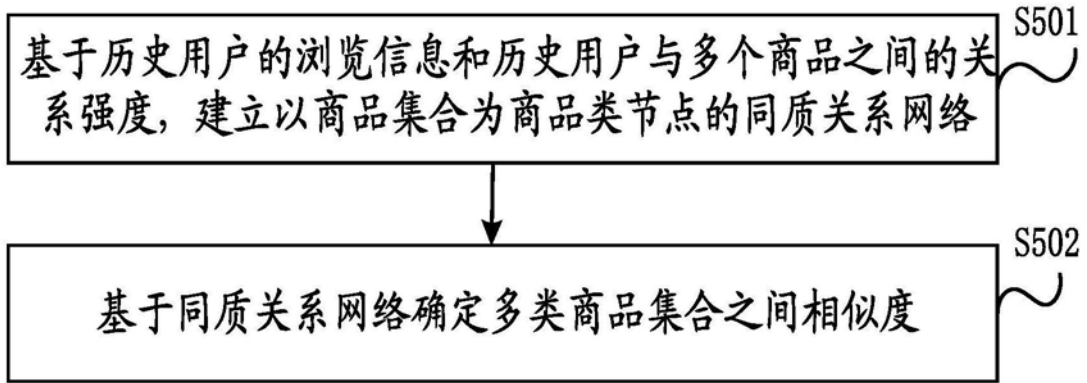 S501
基于历史用户的浏览信息和历史用户与多个商品之间的关
系强度，建立以商品集合为商品类节点的同质关系网络
S502
基于同质关系网络确定多类商品集合之间相似度